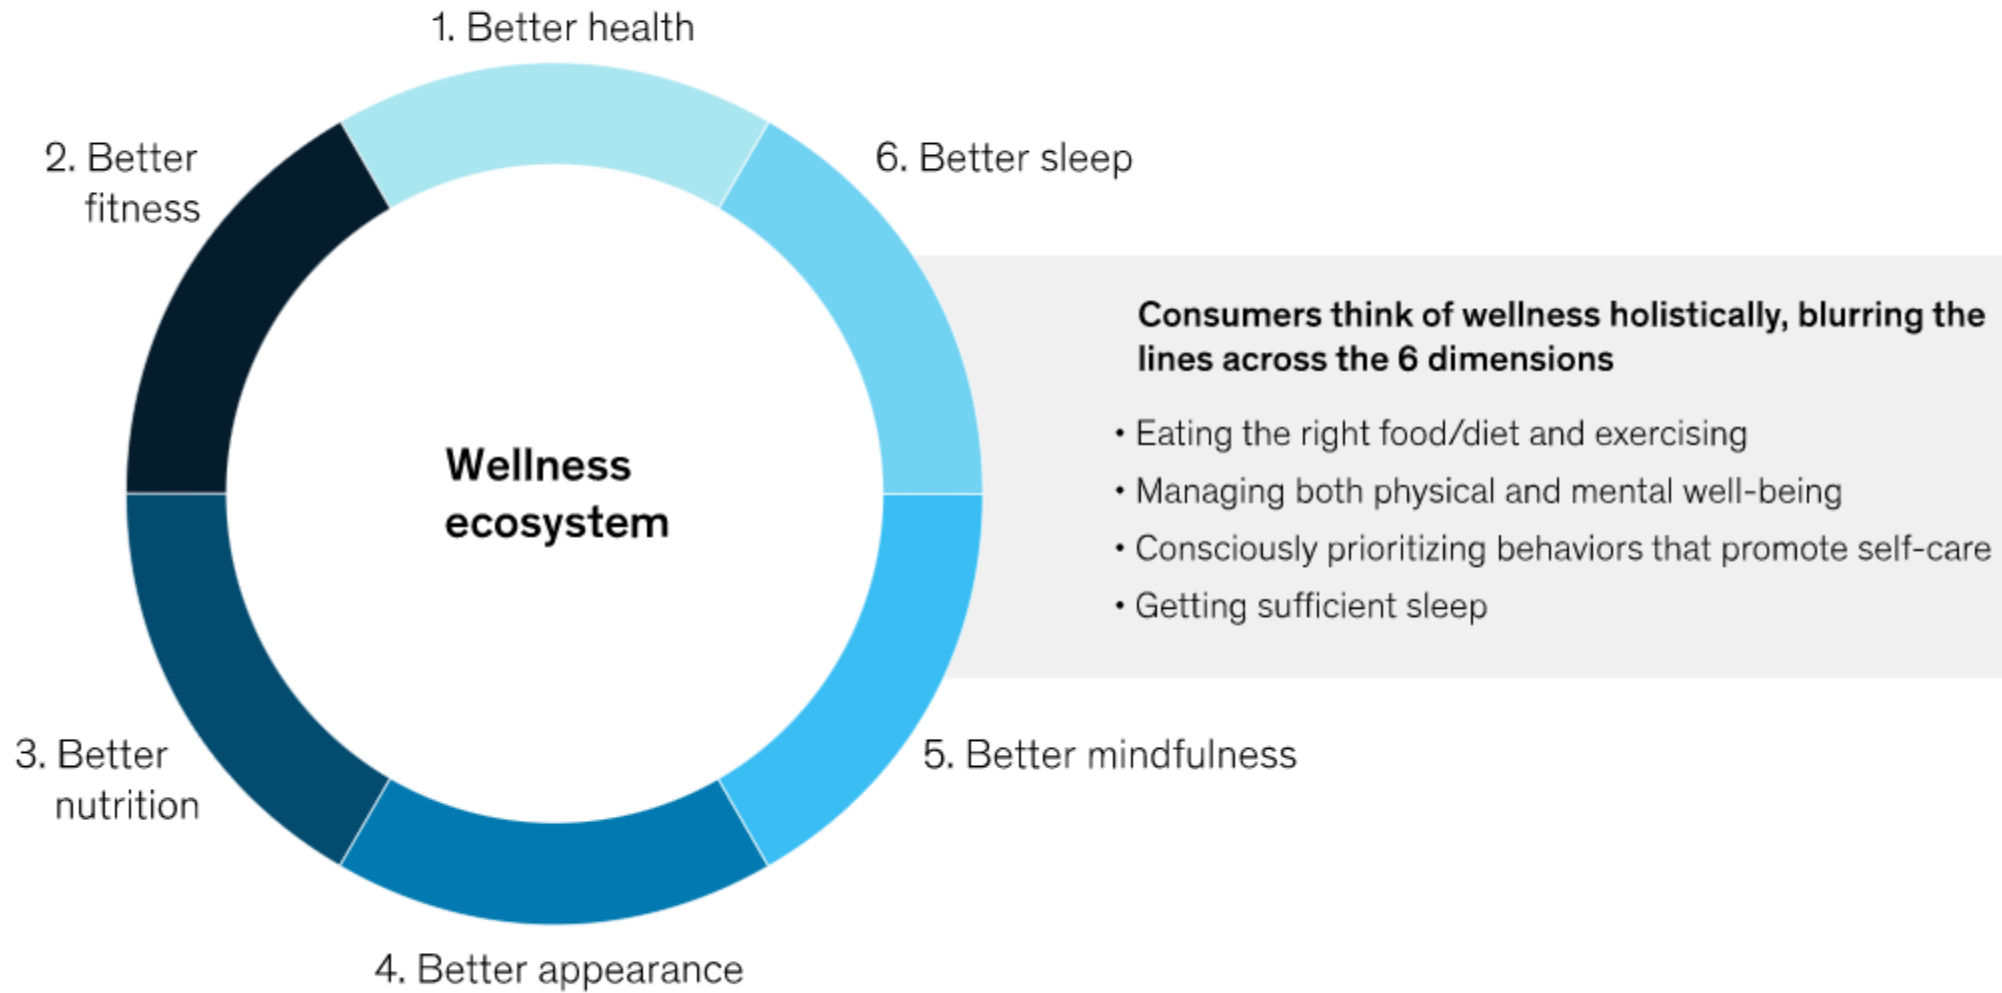 1. Better health
2. Better
fitness
6. Better sleep
Wellness
ecosystem
Consumers think of wellness holistically, blurring the
lines across the 6 dimensions
• Eating the right food/diet and exercising
• Managing both physical and mental well-being
• Consciously prioritizing behaviors that promote self-care
• Getting sufficient sleep
3. Better
nutrition
5. Better mindfulness
4. Better appearance